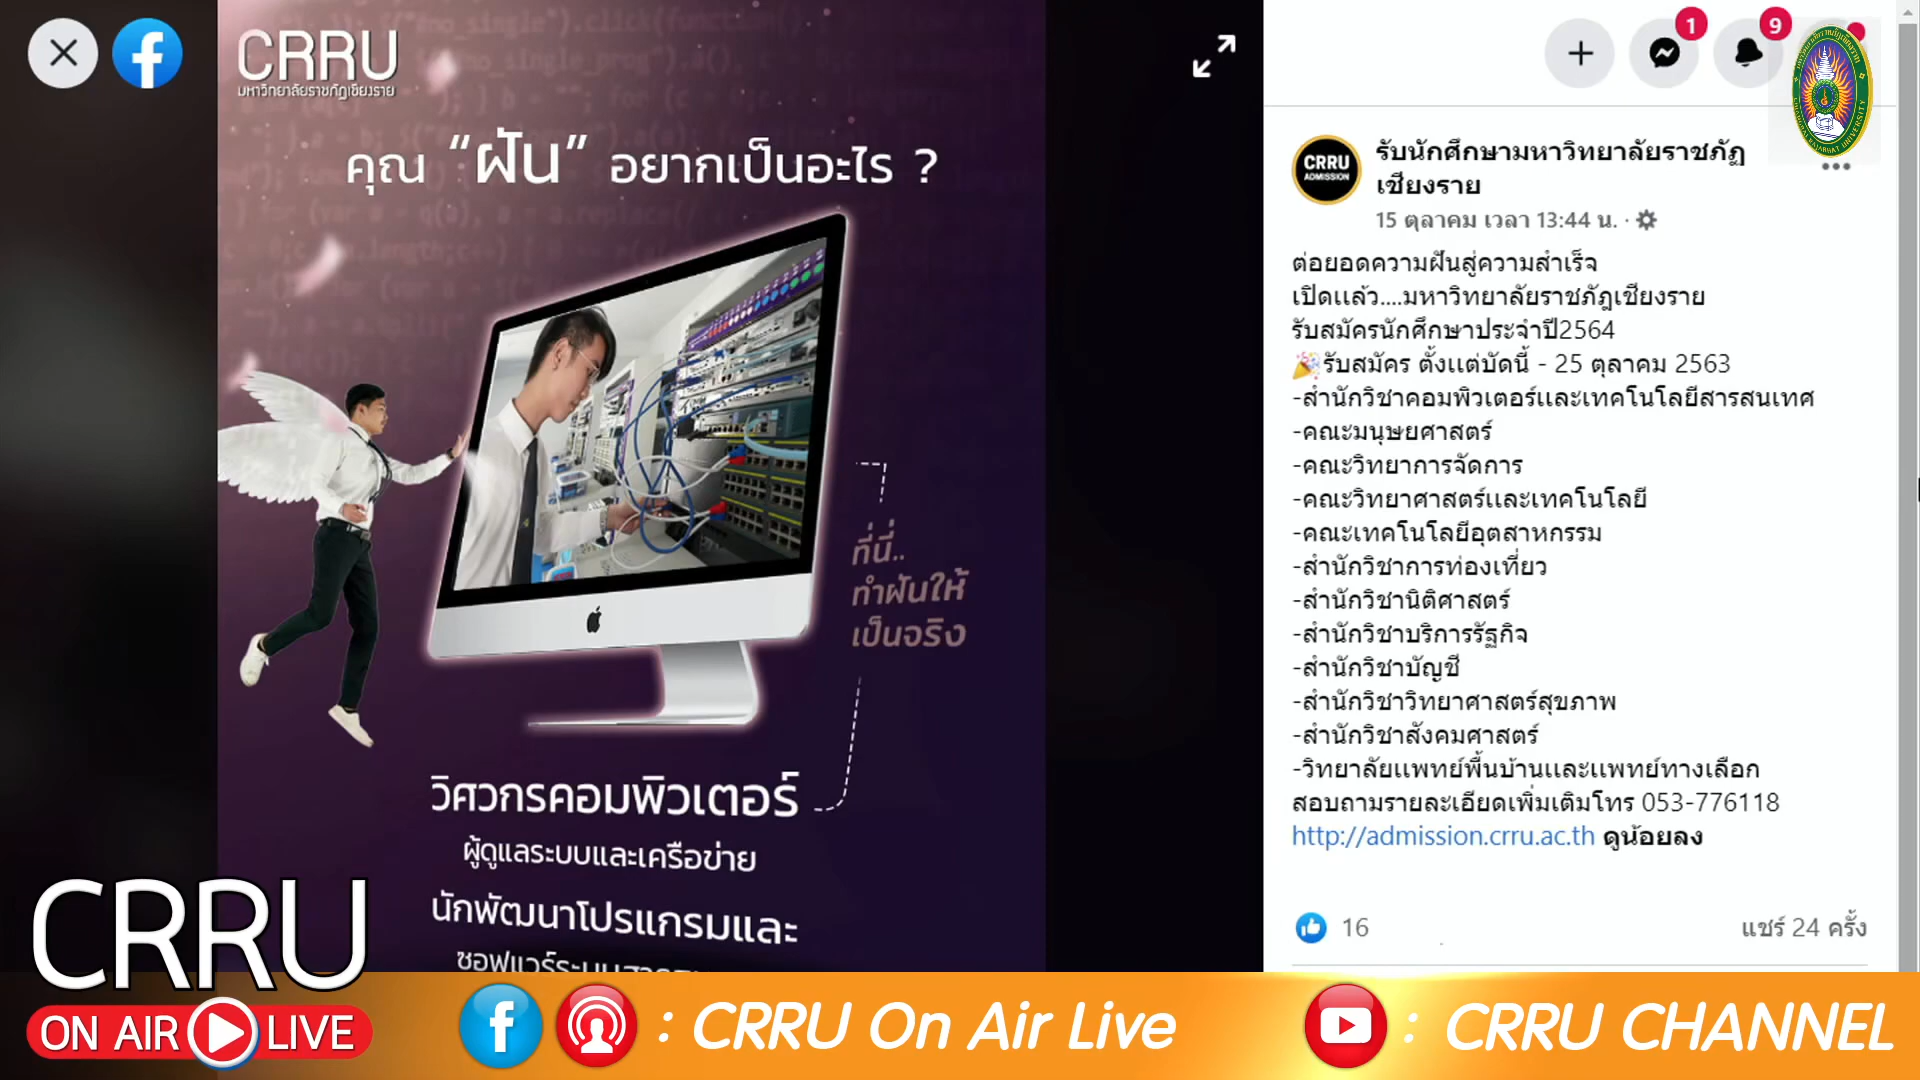 CRRU
มหาวิทยาลัยราชภัฏเชียงราย
คุณ “ฝัน” อยากเป็นอะไร ?
ที่นี่..
ทำฝันให้
เป็นจริง
วิศวกรคอมพิวเตอร์
ผู้ดูแลระบบและเครือข่าย
นักพัฒนาโปรแกรมและ
1
9
CRRU
ADMISSION
รับนักศึกษามหาวิทยาลัยราชภัฏ
เชียงราย
15 ตุลาคม เวลา 13:44 น. ·
ต่อยอดความฝันสู่ความสำเร็จ
เปิดแล้ว....มหาวิทยาลัยราชภัฎเชียงราย
รับสมัครนักศึกษาประจำปี2564
🎉รับสมัคร ตั้งแต่บัดนี้ - 25 ตุลาคม 2563
-สำนักวิชาคอมพิวเตอร์และเทคโนโลยีสารสนเทศ
-คณะมนุษยศาสตร์
-คณะวิทยาการจัดการ
-คณะวิทยาศาสตร์และเทคโนโลยี
-คณะเทคโนโลยีอุตสาหกรรม
-สำนักวิชาการท่องเที่ยว
-สำนักวิชานิติศาสตร์
-สำนักวิชาบริการรัฐกิจ
-สำนักวิชาบัญชี
-สำนักวิชาวิทยาศาสตร์สุขภาพ
-สำนักวิชาสังคมศาสตร์
-วิทยาลัยแพทย์พื้นบ้านและแพทย์ทางเลือก
สอบถามรายละเอียดเพิ่มเติมโทร 053-776118
http://admission.crru.ac.th ดูน้อยลง
16
แชร์ 24 ครั้ง
CRRU
ON AIR LIVE
: CRRU On Air Live
: CRRU CHANNEL